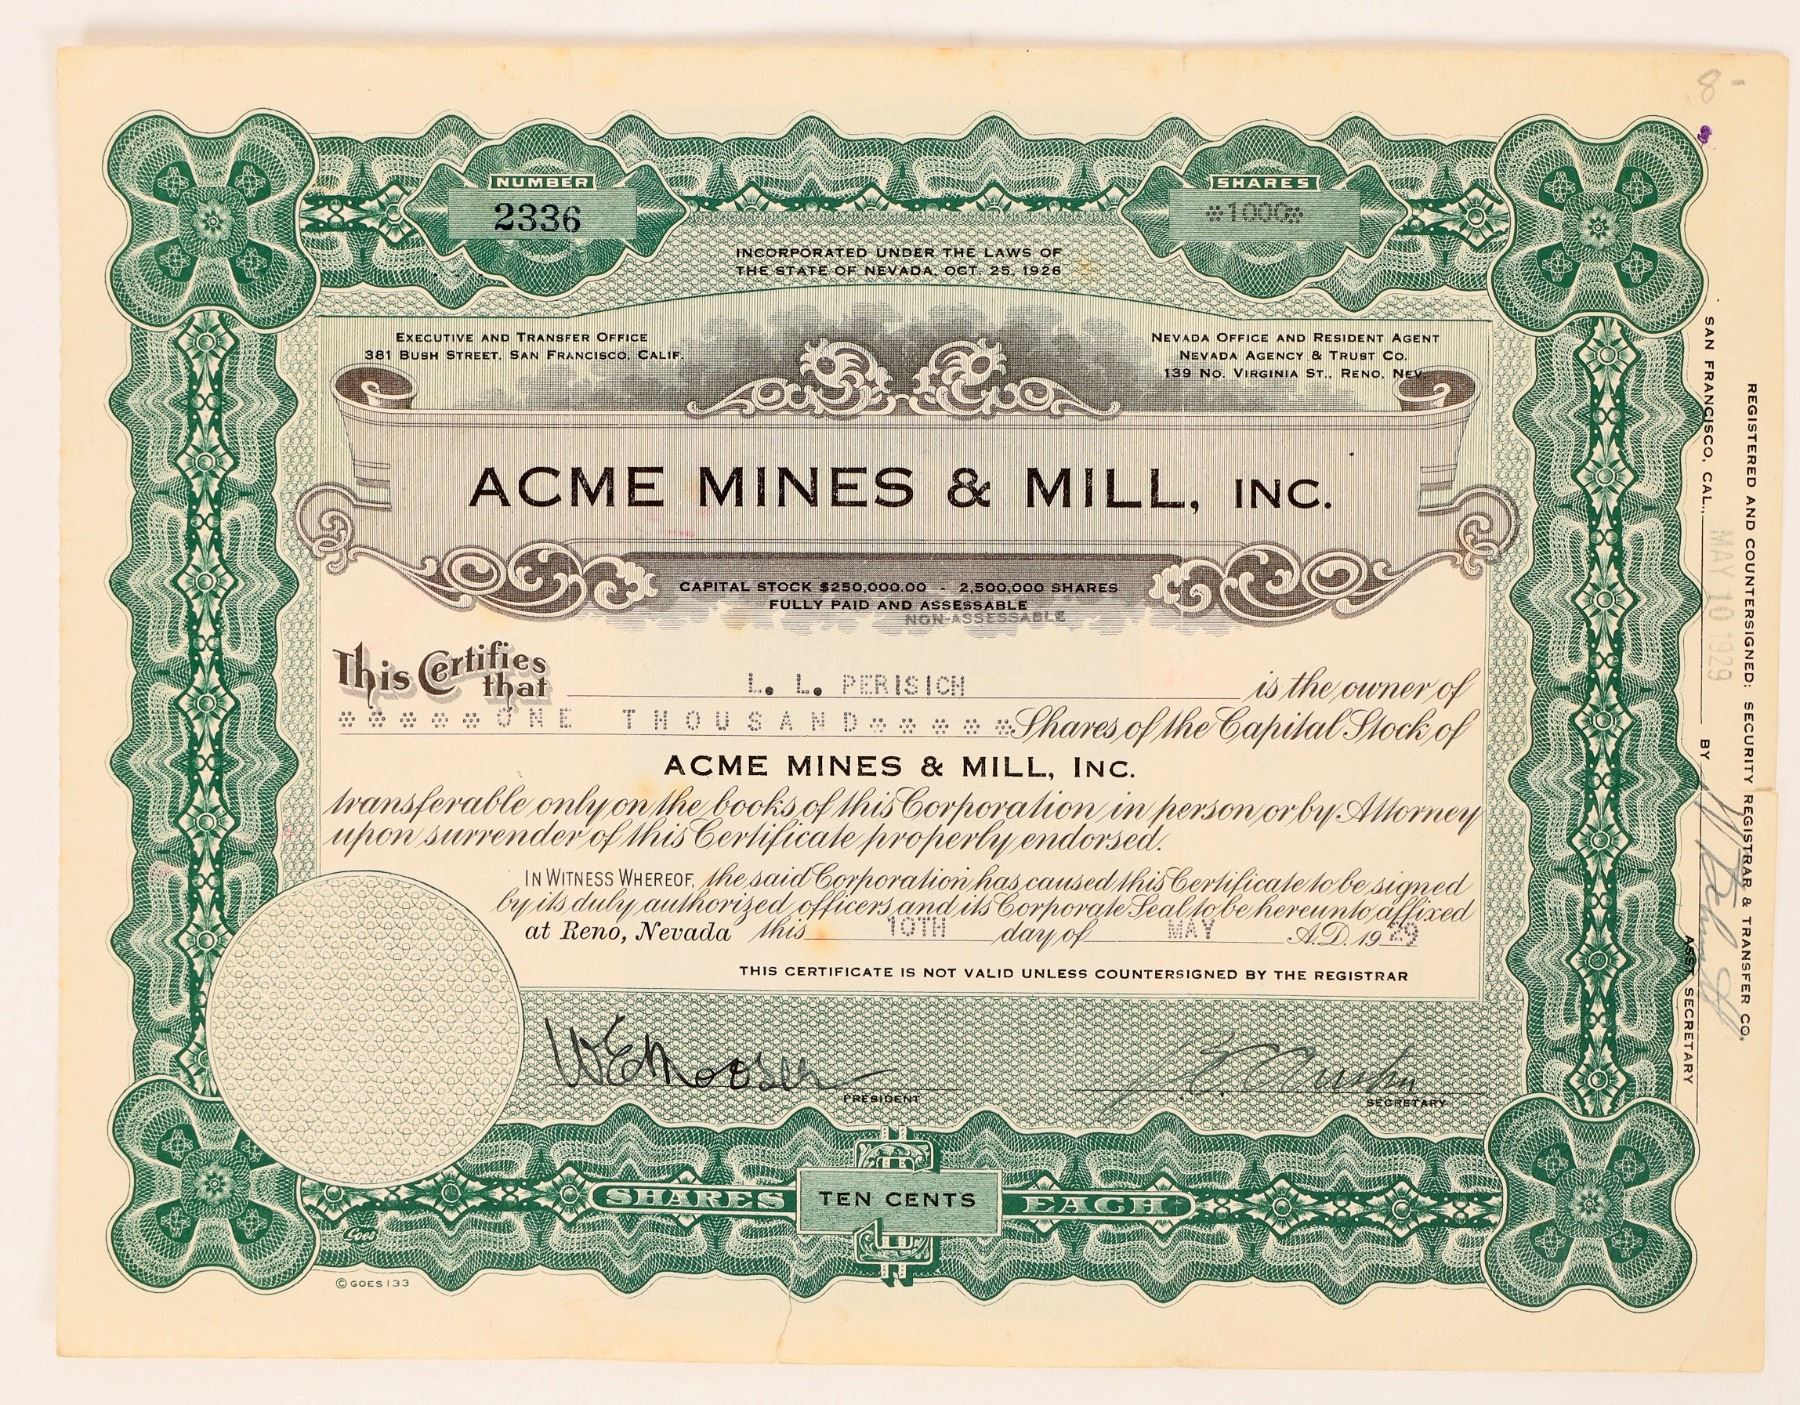 8-
NUMBER
2336
SHARES
*1000*
INCORPORATED UNDER THE LAWS OF
THE STATE OF NEVADA, OCT. 25, 1926
EXECUTIVE AND TRANSFER OFFICE
381 BUSH STREET, SAN FRANCISCO, CALIF.
NEVADA OFFICE AND RESIDENT AGENT
NEVADA AGENCY & TRUST CO.
139 NO. VIRGINIA ST., RENO, NEV.
ACME MINES & MILL, INC.
CAPITAL STOCK $250,000.00 - 2,500,000 SHARES
FULLY PAID AND ASSESSABLE
NON-ASSESSABLE
This Certifies that L. L. PERISICH is the owner of
*****ONE THOUSAND***** Shares of the Capital Stock of
ACME MINES & MILL, INC.
transferable only on the books of this Corporation in person or by Attorney
upon surrender of this Certificate properly endorsed.
IN WITNESS WHEREOF, the said Corporation has caused this Certificate to be signed
by its duly authorized officers and its Corporate Seal to be hereunto affixed
at Reno, Nevada this 10TH day of MAY A.D. 1929
THIS CERTIFICATE IS NOT VALID UNLESS COUNTERSIGNED BY THE REGISTRAR
W E Mooser
PRESIDENT
SECRETARY
SHARES TEN CENTS EACH
Goes
© GOES 133
REGISTERED AND COUNTERSIGNED: SECURITY REGISTRAR & TRANSFER CO,
SAN FRANCISCO, CAL., MAY 10 1929 BY
ASST. SECRETARY